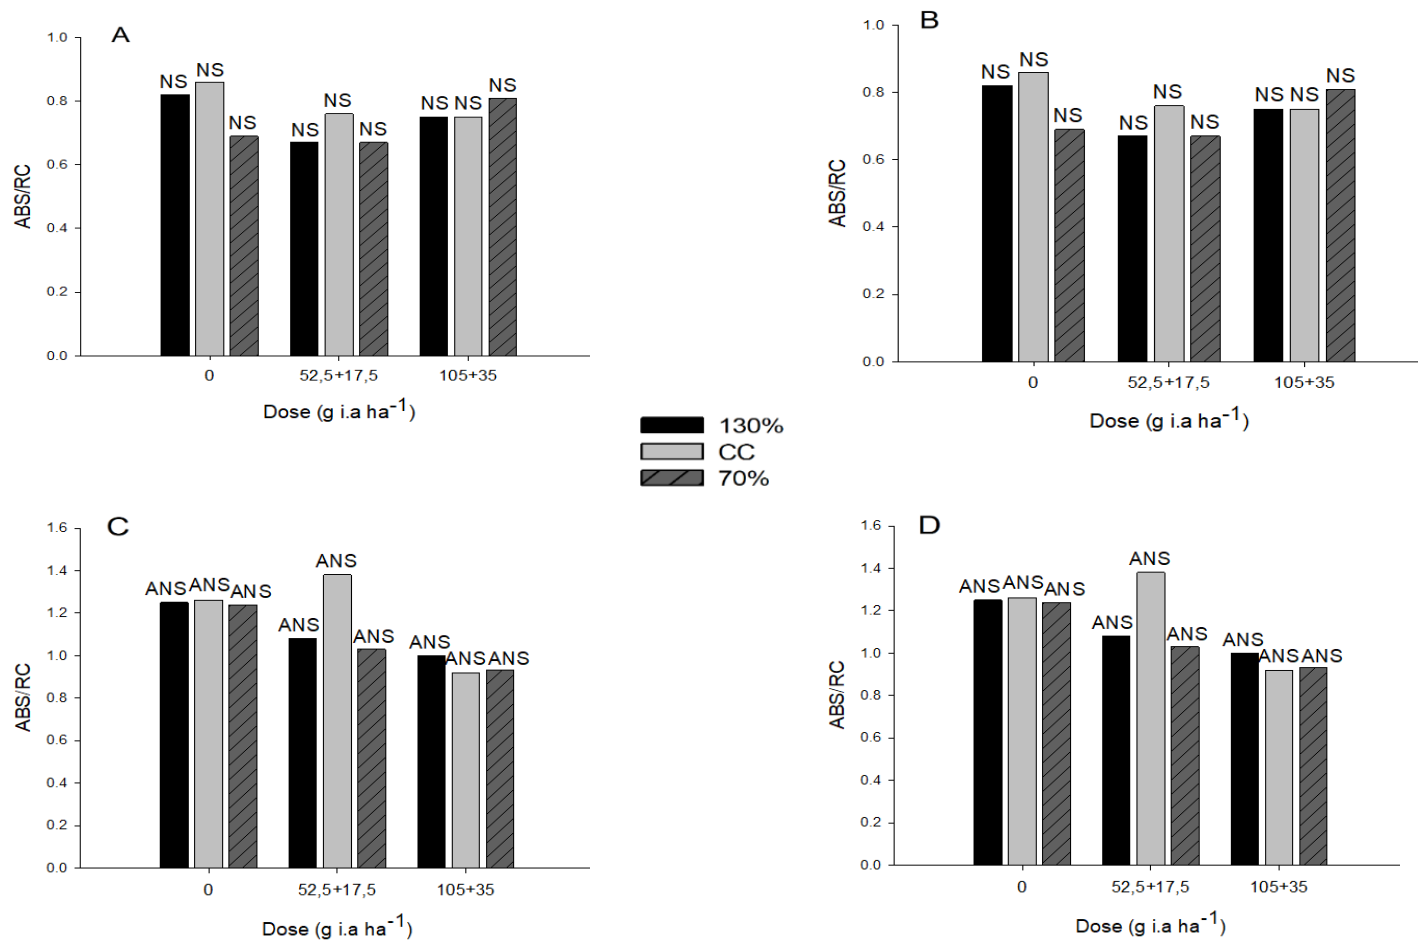 A
1.0
0.8
0.6
0.4
0.2
0.0
ABS/RC
NS NS NS
NS NS NS
NS NS NS
0 52,5+17,5 105+35
Dose (g i.a ha-1)
B
1.0
0.8
0.6
0.4
0.2
0.0
ABS/RC
NS NS NS
NS NS NS
NS NS NS
0 52,5+17,5 105+35
Dose (g i.a ha-1)
130%
CC
70%
C
1.6
1.4
1.2
1.0
0.8
0.6
0.4
0.2
0.0
ABS/RC
ANS ANS ANS
ANS ANS ANS
ANS ANS ANS
0 52,5+17,5 105+35
Dose (g i.a ha-1)
D
1.6
1.4
1.2
1.0
0.8
0.6
0.4
0.2
0.0
ABS/RC
ANS ANS ANS
ANS ANS ANS
ANS ANS ANS
0 52,5+17,5 105+35
Dose (g i.a ha-1)